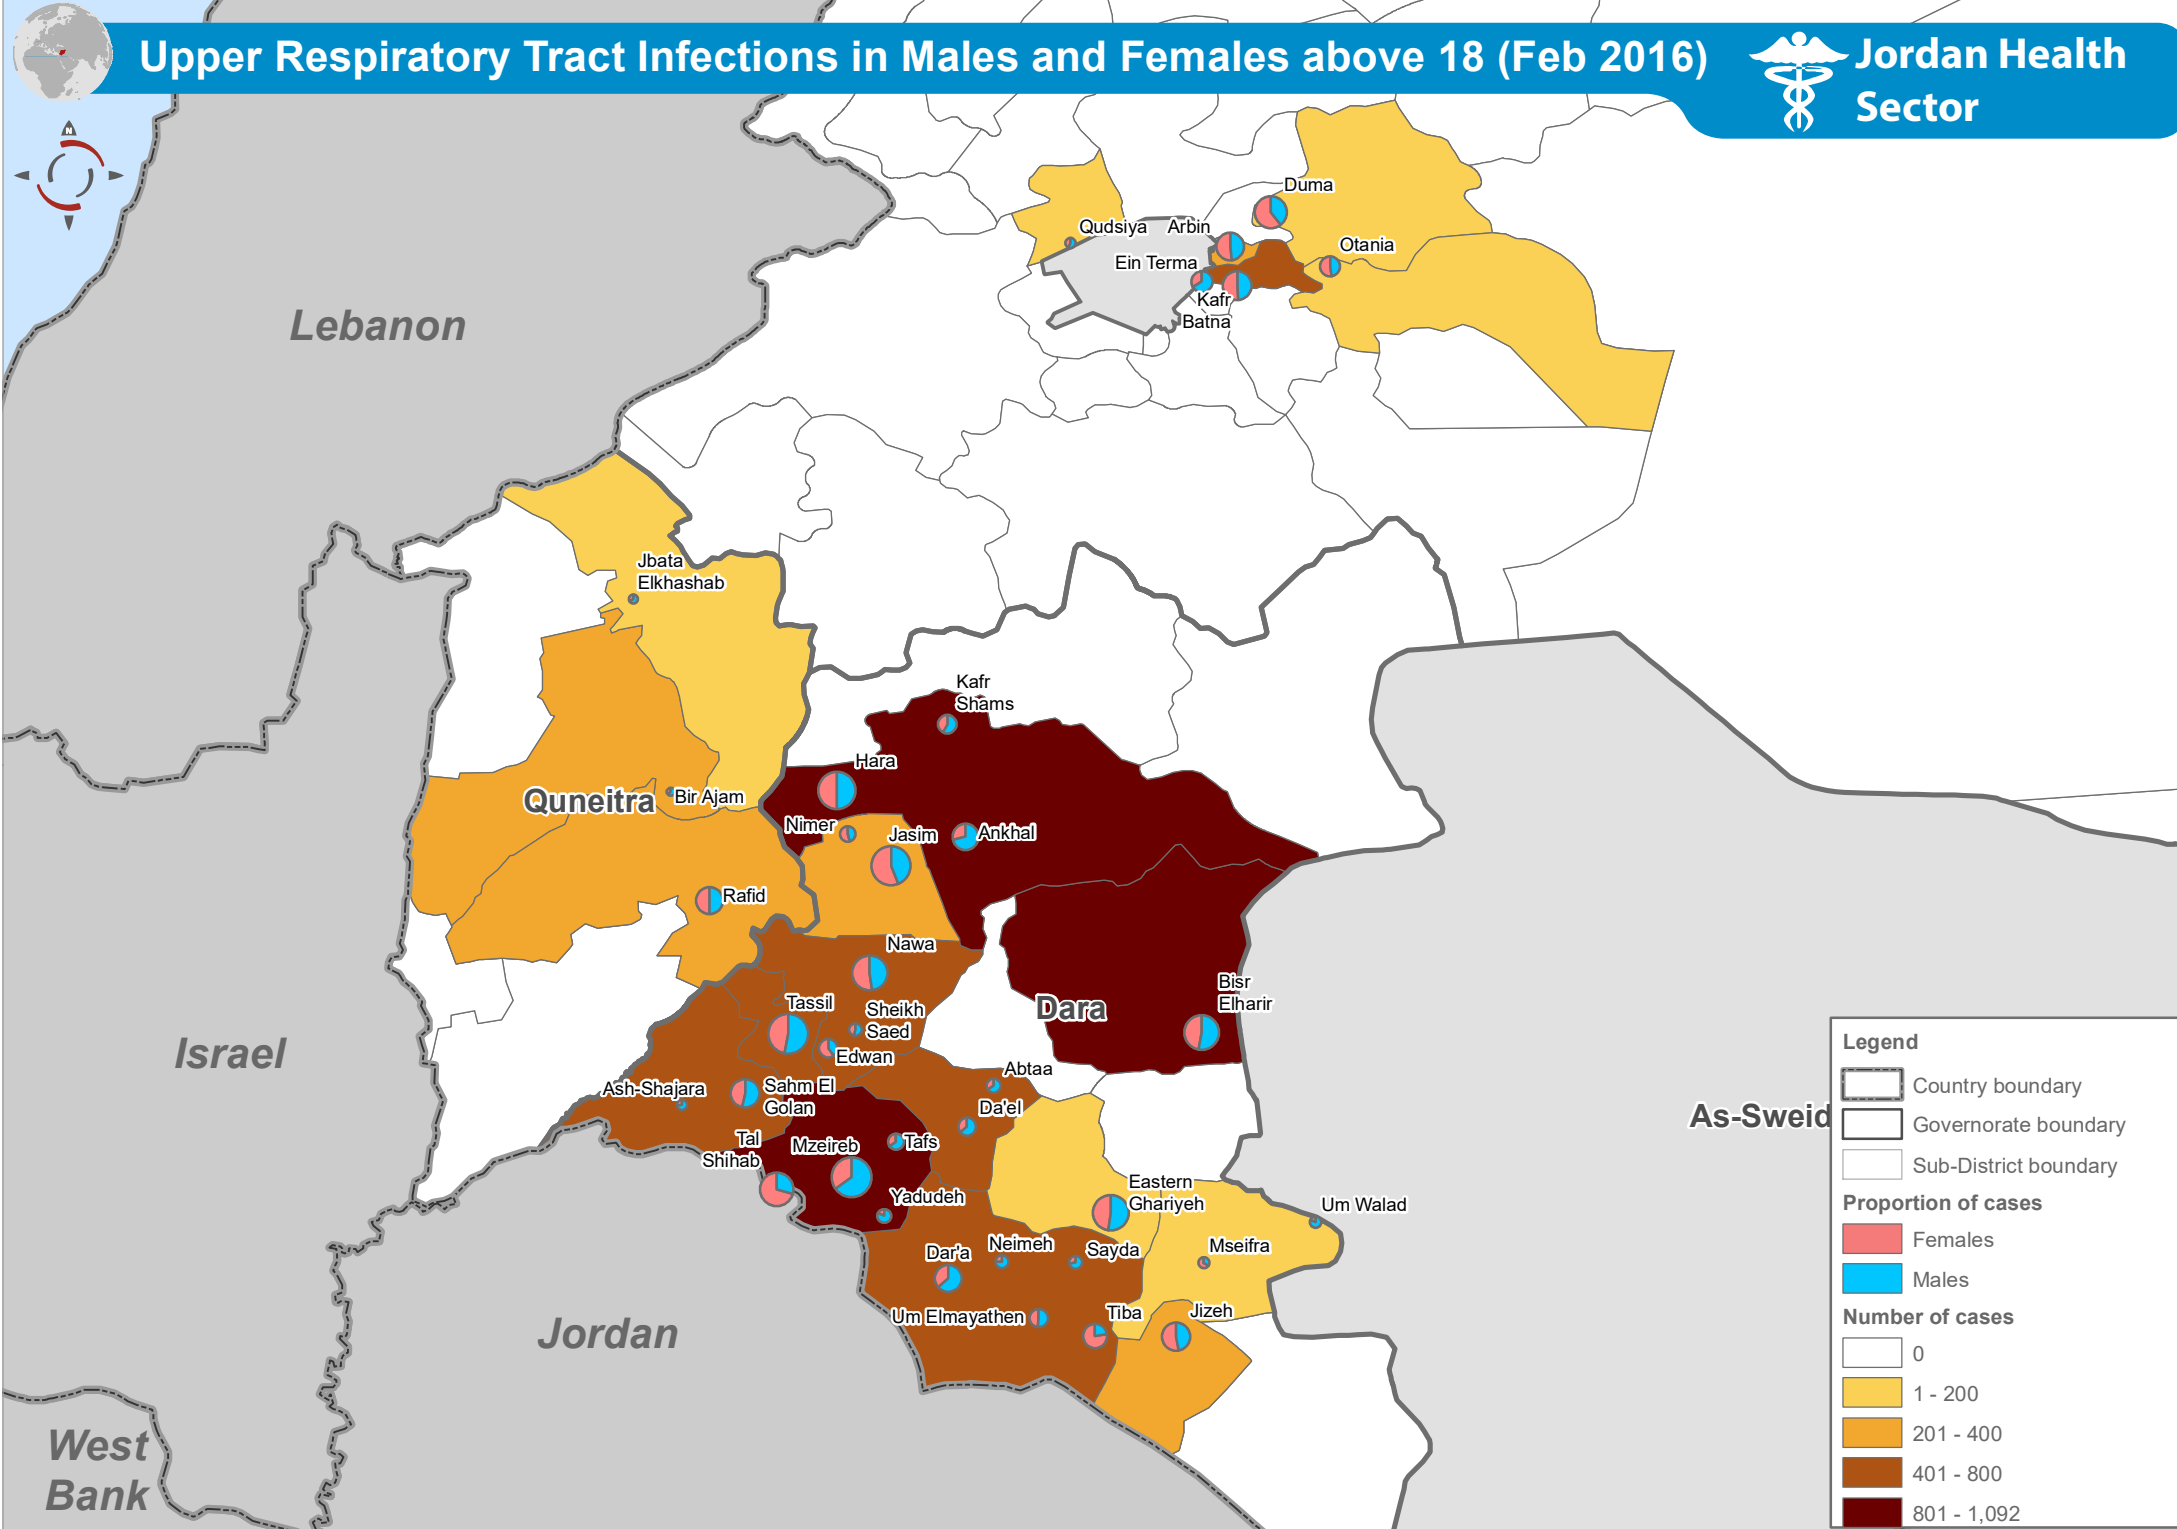 Upper Respiratory Tract Infections in Males and Females above 18 (Feb 2016)
Jordan Health
Sector
N
Duma
Qudsiya
Arbin
Otania
Ein Terma
Kafr
Batna
Lebanon
Jbata
Elkhashab
Kafr
Shams
Hara
Quneitra
Bir Ajam
Nimer
Jasim
Ankhal
Rafid
Nawa
Bisr
Elharir
Dara
Tassil
Sheikh
Saed
Edwan
Israel
Abtaa
Ash-Shajara
Sahm El
Golan
Da'el
Tal
Shihab
Mzeireb
Tafs
Yadudeh
Eastern
Ghariyeh
Um Walad
Dar'a
Neimeh
Sayda
Mseifra
Um Elmayathen
Tiba
Jizeh
Jordan
West
Bank
As-Sweid
Legend
Country boundary
Governorate boundary
Sub-District boundary
Proportion of cases
Females
Males
Number of cases
0
1 - 200
201 - 400
401 - 800
801 - 1,092